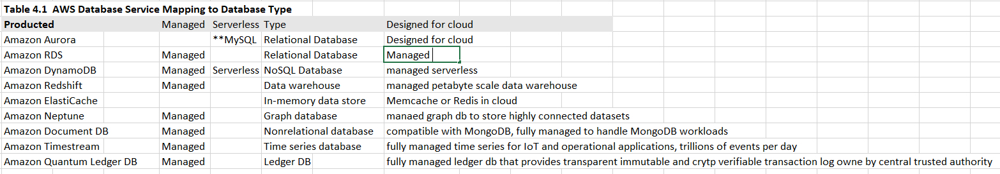 Table 4.1  AWS Database Service Mapping to Database Type
Producted Managed Serverless Type Designed for cloud
Amazon Aurora **MySQL Relational Database Designed for cloud
Amazon RDS Managed Relational Database Managed
Amazon DynamoDB Managed Serverless NoSQL Database managed serverless
Amazon Redshift Managed Data warehouse managed petabyte scale data warehouse
Amazon ElastiCache In-memory data store Memcache or Redis in cloud
Amazon Neptune Managed Graph database manaed graph db to store highly connected datasets
Amazon Document DB Managed Nonrelational database compatible with MongoDB, fully managed to handle MongoDB workloads
Amazon Timestream Managed Time series database fully managed time series for IoT and operational applications, trillions of events per day
Amazon Quantum Ledger DB Managed Ledger DB fully managed ledger db that provides transparent immutable and crytp verifiable transaction log owne by central trusted authority